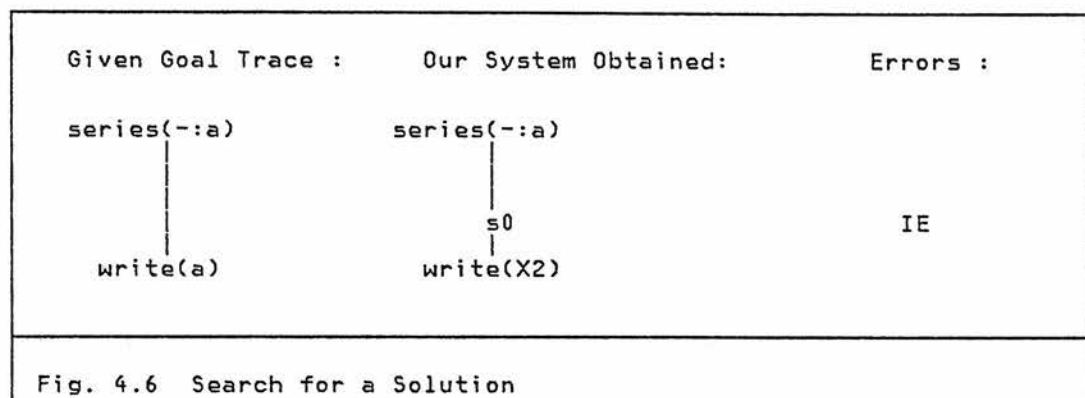 Given Goal Trace : Our System Obtained: Errors :
series(-:a) series(-:a)
s0 IE
write(a) write(X2)
Fig. 4.6 Search for a Solution